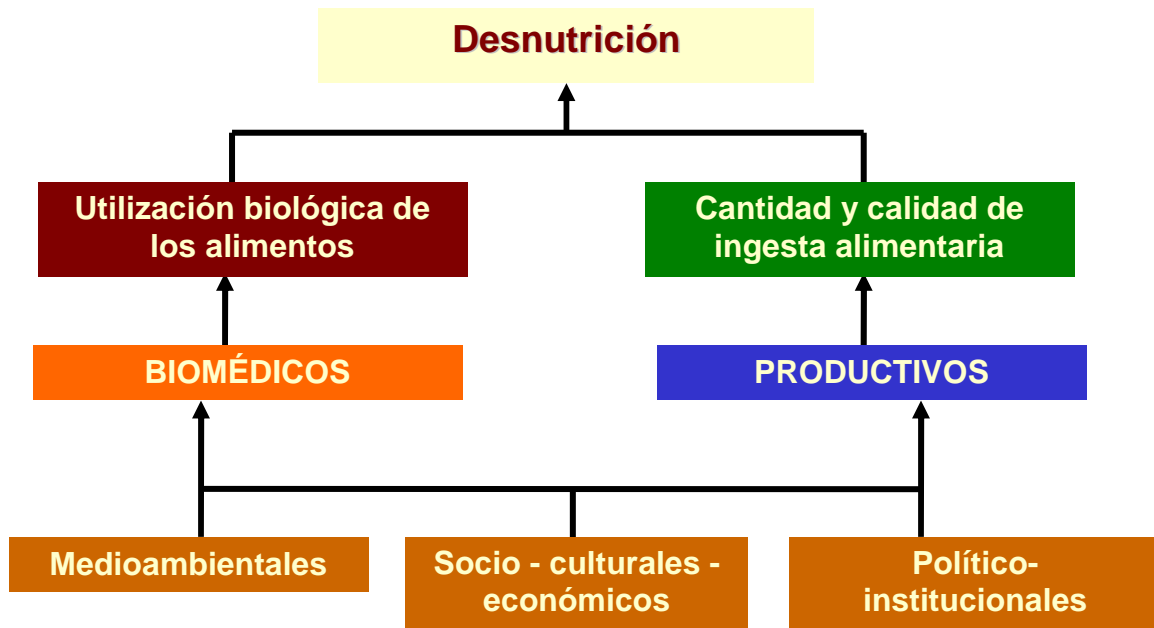 Desnutrición
Utilización biológica de
los alimentos
Cantidad y calidad de
ingesta alimentaria
BIOMÉDICOS
PRODUCTIVOS
Medioambientales
Socio - culturales -
económicos
Político-
institucionales